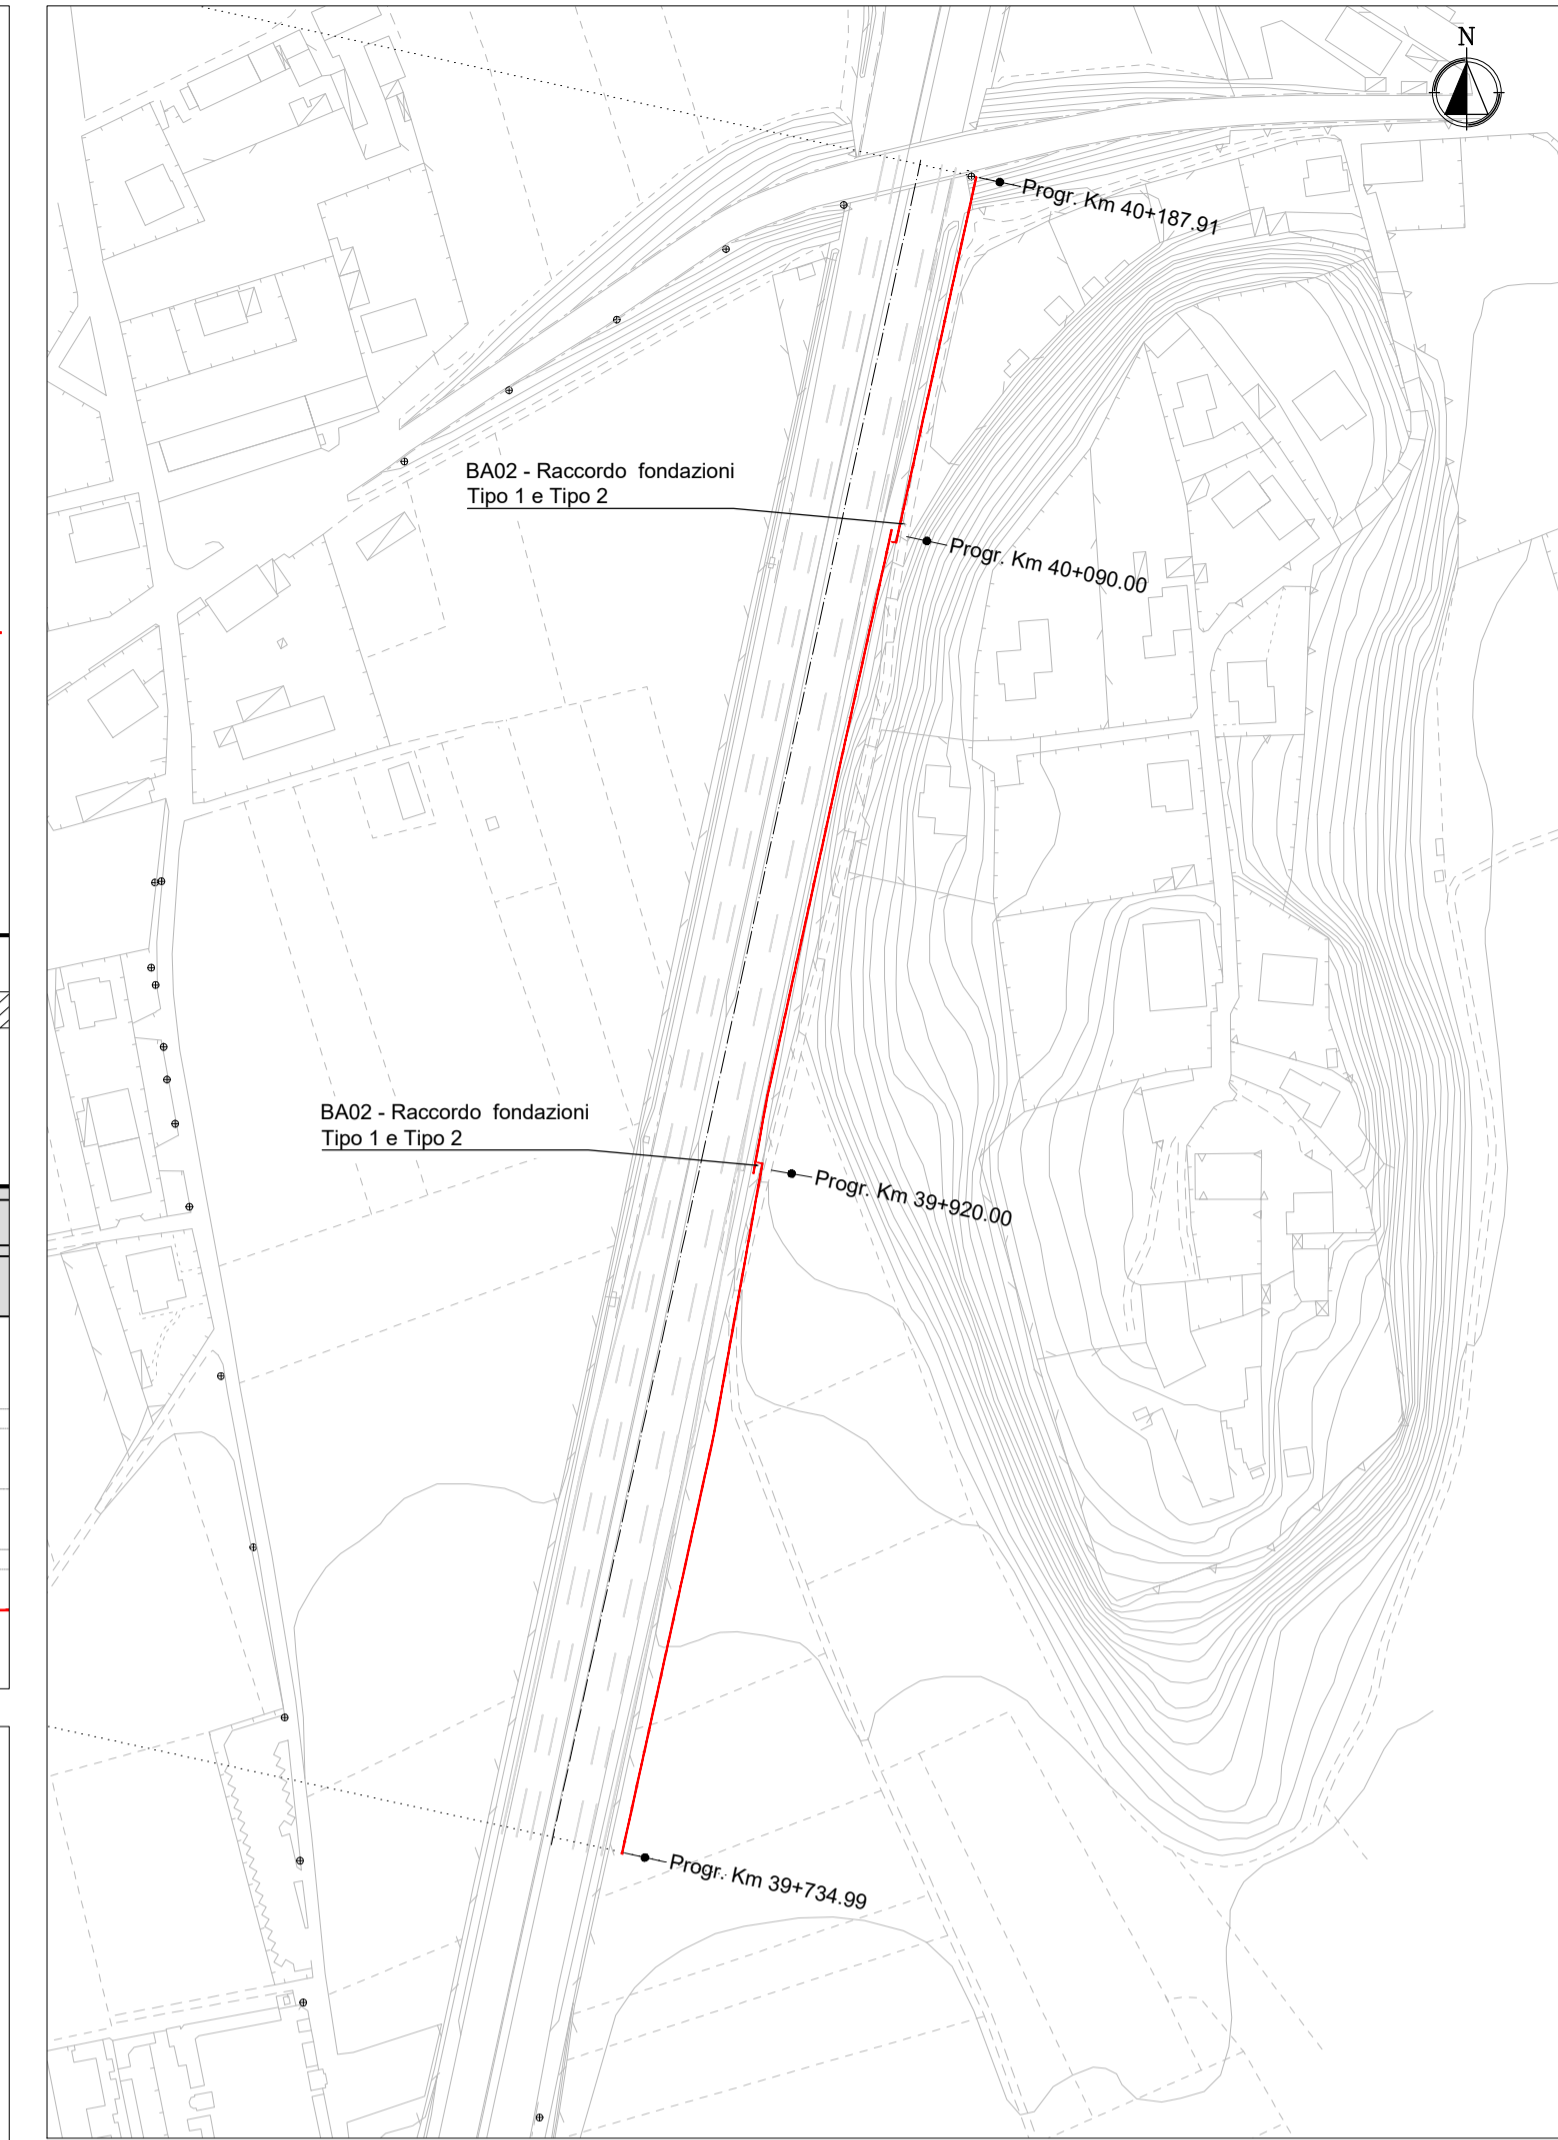 N
Progr. Km 40+187.91
BA02 - Raccordo fondazioni
Tipo 1 e Tipo 2
Progr. Km 40+090.00
BA02 - Raccordo fondazioni
Tipo 1 e Tipo 2
Progr. Km 39+920.00
Progr. Km 39+734.99